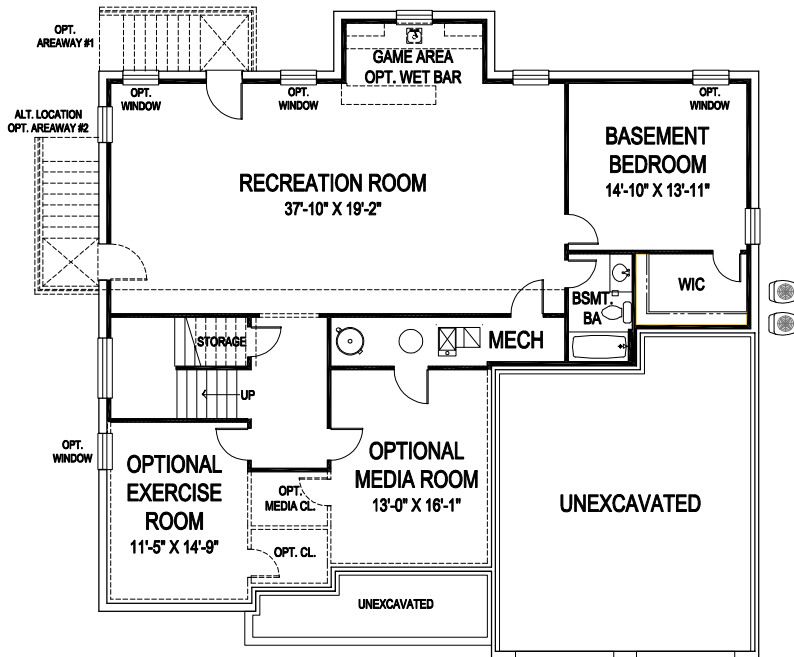 OPT.
AREAWAY #1
GAME AREA
OPT. WET BAR
OPT.
WINDOW
OPT.
WINDOW
OPT.
WINDOW
ALT. LOCATION
OPT. AREAWAY #2
RECREATION ROOM
37'-10" X 19'-2"
BASEMENT
BEDROOM
14'-10" X 13'-11"
WIC
BSMT.
BA
STORAGE
MECH
UP
OPT.
WINDOW
OPTIONAL
EXERCISE
ROOM
11'-5" X 14'-9"
OPTIONAL
MEDIA ROOM
13'-0" X 16'-1"
OPT.
MEDIA CL.
OPT. CL.
UNEXCAVATED
UNEXCAVATED